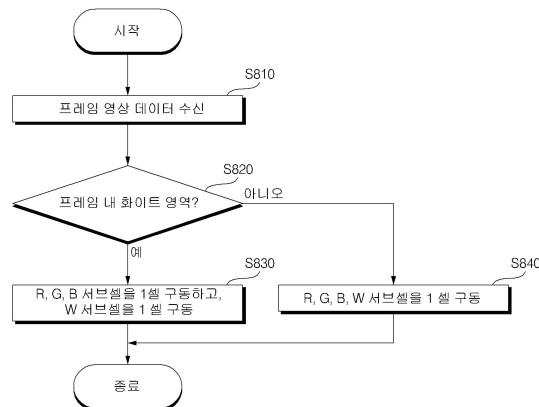 시작
S810
프레임 영상 데이터 수신
S820
프레임 내 화이트 영역?
아니오
예
S830
R, G, B 서브셀을 1셀 구동하고,
W 서브셀을 1 셀 구동
S840
R, G, B, W 서브셀을 1 셀 구동
종료